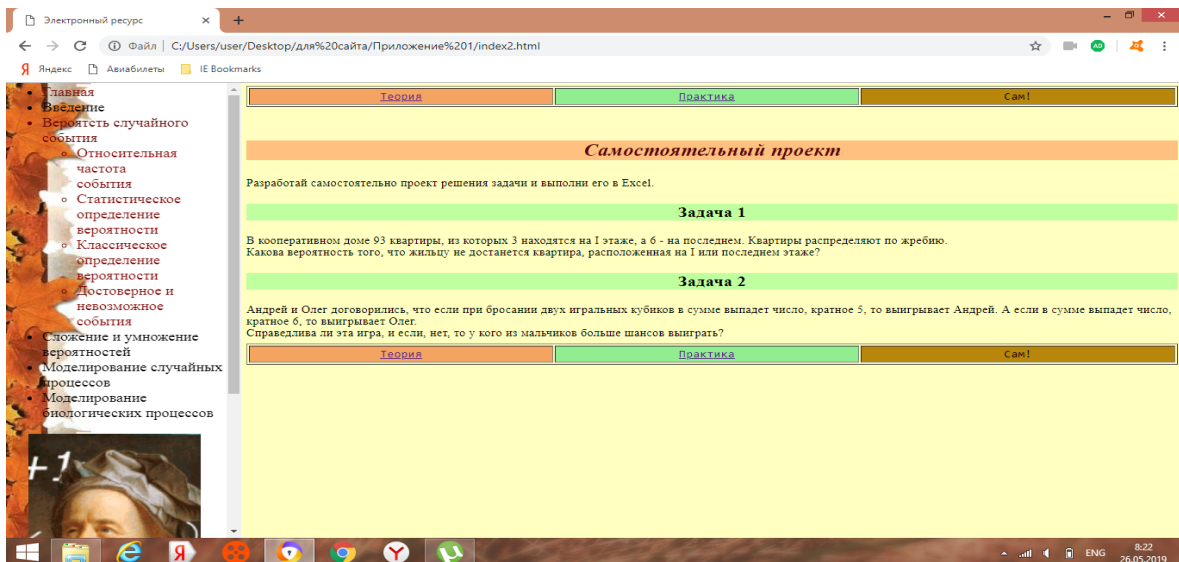 Электронный ресурс
Файл | C:/Users/user/Desktop/для%20сайта/Приложение%201/index2.html
Яндекс Авиабилеты IE Bookmarks
Главная
Введение
Вероятсть случайного
события
Относительная
частота
события
Статистическое
определение
вероятности
Классическое
определение
вероятности
Достоверное и
невозможное
события
Сложение и умножение
вероятностей
Моделирование случайных
процессов
Моделирование
биологических процессов
+1
Теория Практика Сам!
Самостоятельный проект
Разработай самостоятельно проект решения задачи и выполни его в Excel.
Задача 1
В кооперативном доме 93 квартиры, из которых 3 находятся на I этаже, а 6 - на последнем. Квартиры распределяют по жребию.
Какова вероятность того, что жильцу не достанется квартира, расположенная на I или последнем этаже?
Задача 2
Андрей и Олег договорились, что если при бросании двух игральных кубиков в сумме выпадет число, кратное 5, то выигрывает Андрей. А если в сумме выпадет число,
кратное 6, то выигрывает Олег.
Справедлива ли эта игра, и если, нет, то у кого из мальчиков больше шансов выиграть?
Теория Практика Сам!
ENG
8:22
26.05.2019